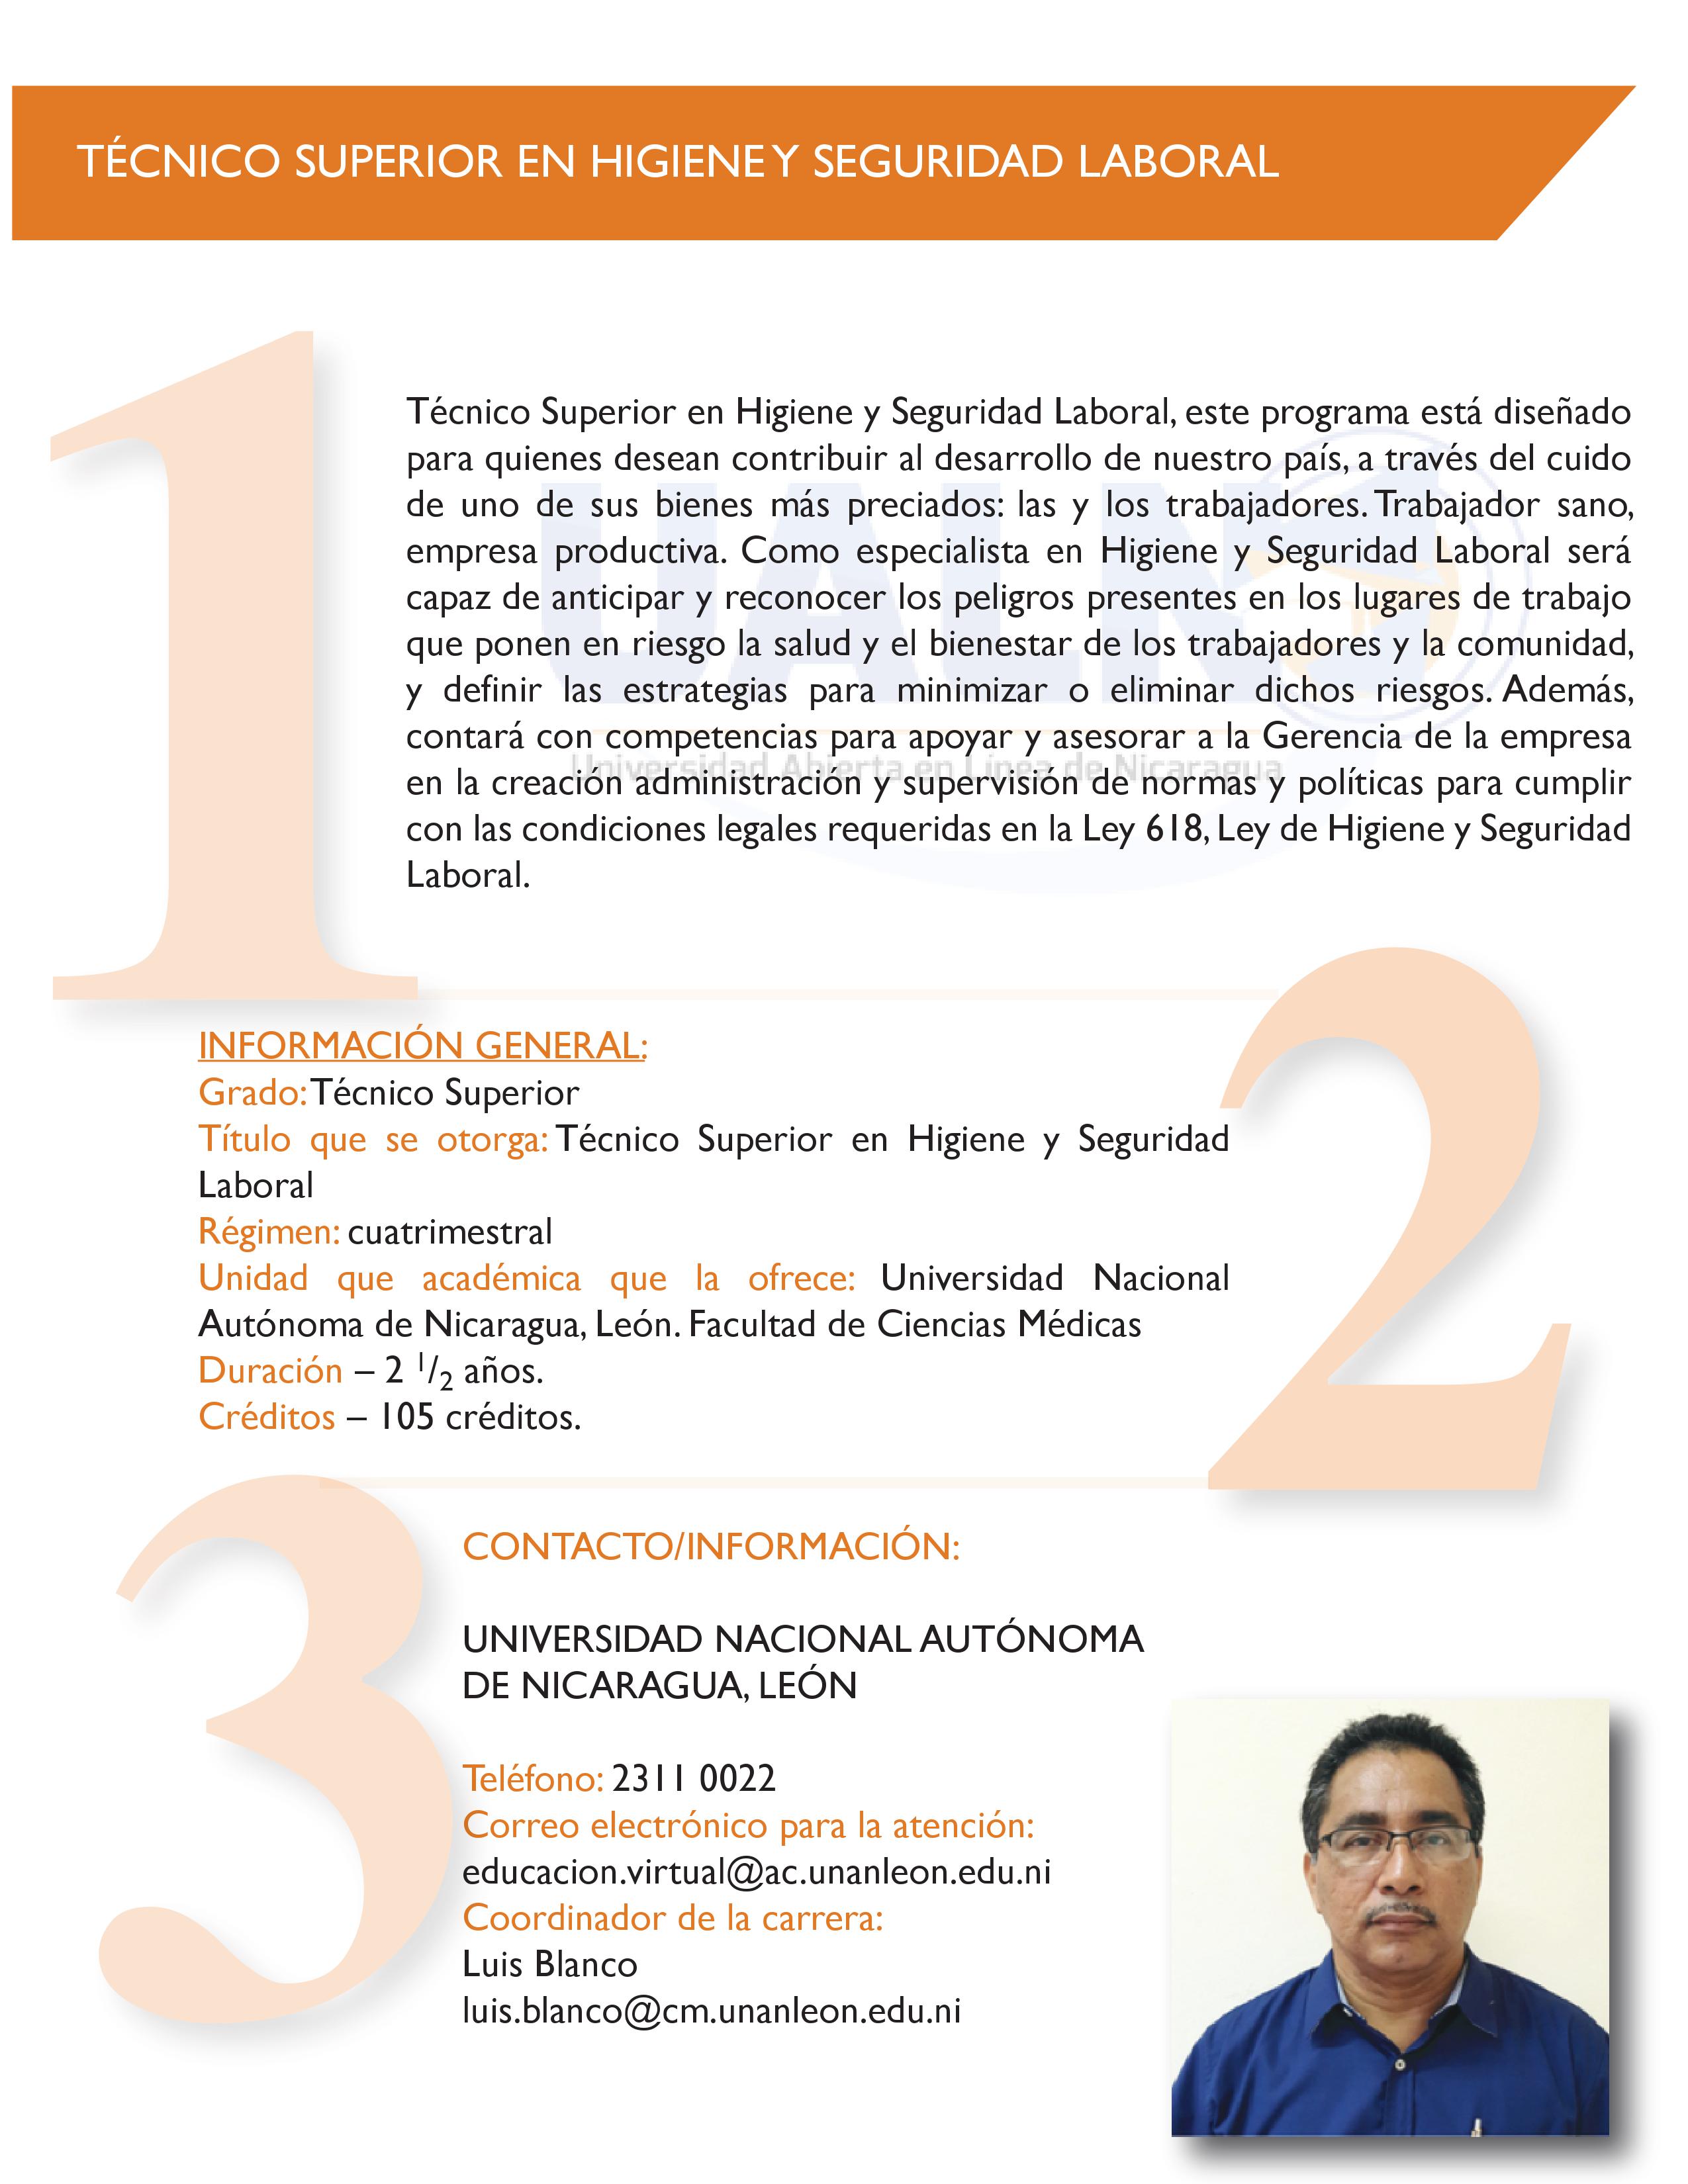 TÉCNICO SUPERIOR EN HIGIENE Y SEGURIDAD LABORAL
1
Técnico Superior en Higiene y Seguridad Laboral, este programa está diseñado
para quienes desean contribuir al desarrollo de nuestro país, a través del cuido
de uno de sus bienes más preciados: las y los trabajadores. Trabajador sano,
empresa productiva. Como especialista en Higiene y Seguridad Laboral será
capaz de anticipar y reconocer los peligros presentes en los lugares de trabajo
que ponen en riesgo la salud y el bienestar de los trabajadores y la comunidad,
y definir las estrategias para minimizar o eliminar dichos riesgos. Además,
contará con competencias para apoyar y asesorar a la Gerencia de la empresa
en la creación administración y supervisión de normas y políticas para cumplir
con las condiciones legales requeridas en la Ley 618, Ley de Higiene y Seguridad
Laboral.
UALN
Universidad Abierta en Línea de Nicaragua
2
INFORMACIÓN GENERAL:
Grado: Técnico Superior
Título que se otorga: Técnico Superior en Higiene y Seguridad
Laboral
Régimen: cuatrimestral
Unidad que académica que la ofrece: Universidad Nacional
Autónoma de Nicaragua, León. Facultad de Ciencias Médicas
Duración – 2 1/2 años.
Créditos – 105 créditos.
3
CONTACTO/INFORMACIÓN:
UNIVERSIDAD NACIONAL AUTÓNOMA
DE NICARAGUA, LEÓN
Teléfono: 2311 0022
Correo electrónico para la atención:
educacion.virtual@ac.unanleon.edu.ni
Coordinador de la carrera:
Luis Blanco
luis.blanco@cm.unanleon.edu.ni